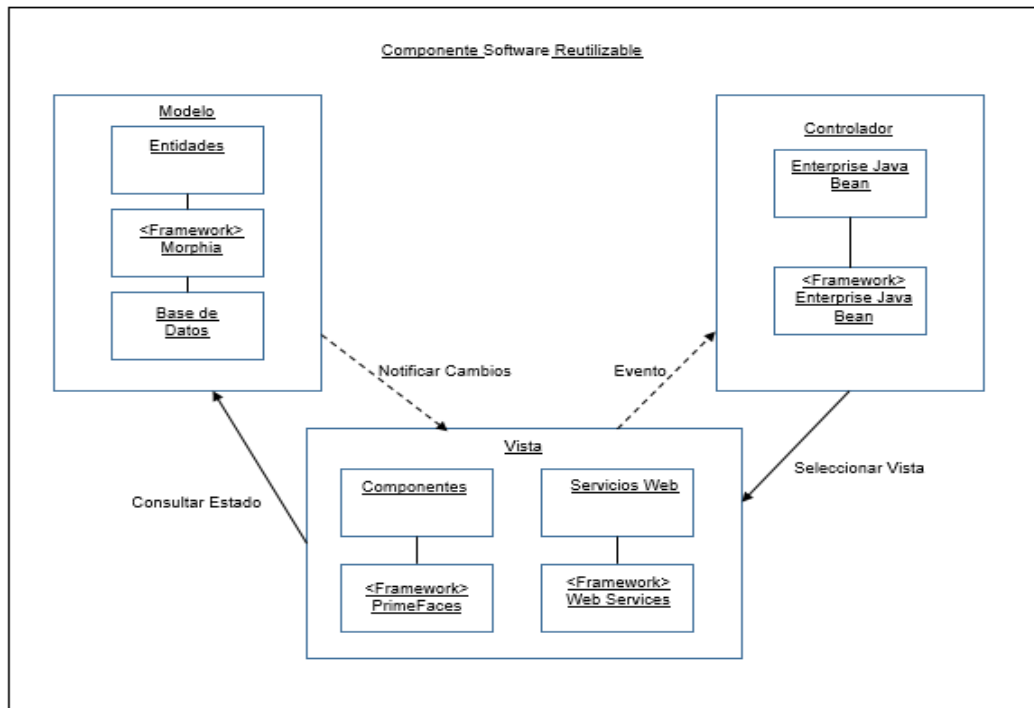 Componente Software Reutilizable
Modelo
Entidades
<Framework>
Morphia
Base de
Datos
Controlador
Enterprise Java
Bean
<Framework>
Enterprise Java
Bean
Notificar Cambios
Evento
Consultar Estado
Seleccionar Vista
Vista
Componentes
<Framework>
PrimeFaces
Servicios Web
<Framework>
Web Services